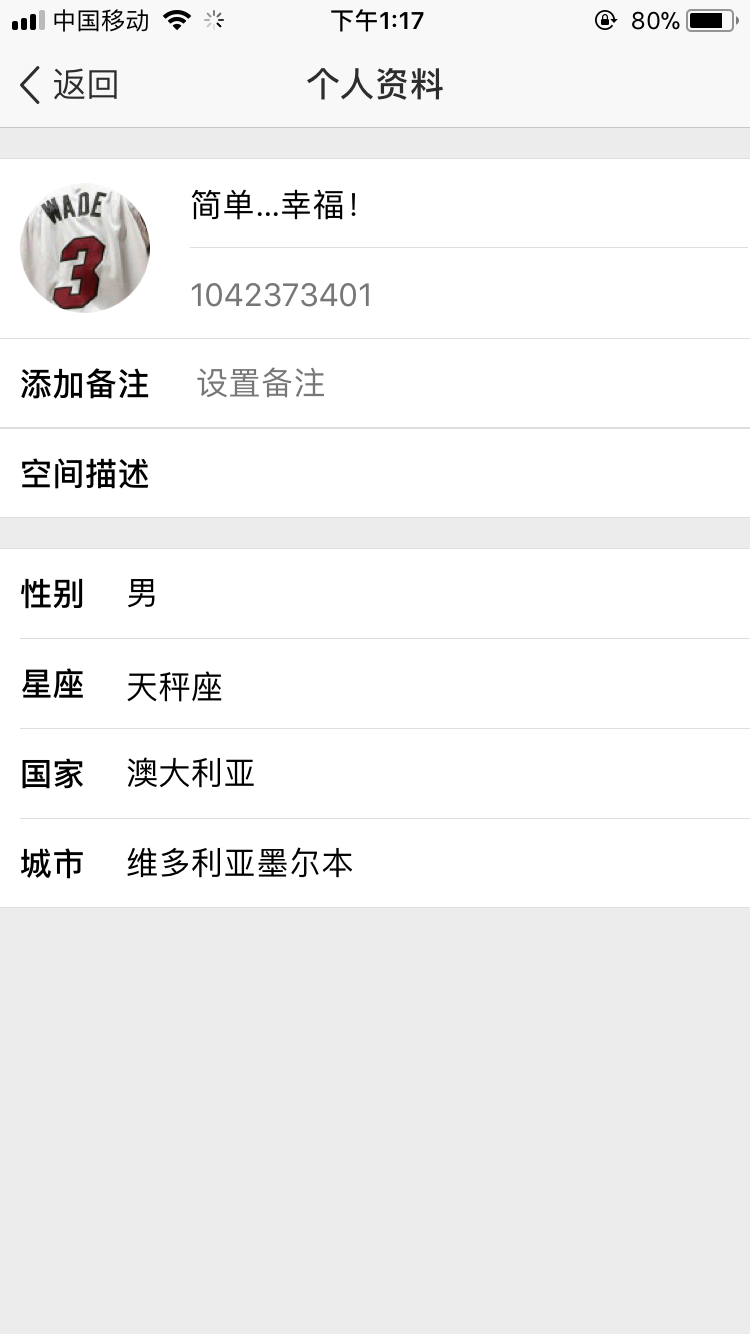 中国移动 下午1:17 80%
返回 个人资料
WADE
3
简单...幸福！
1042373401
添加备注 设置备注
空间描述
性别 男
星座 天秤座
国家 澳大利亚
城市 维多利亚墨尔本